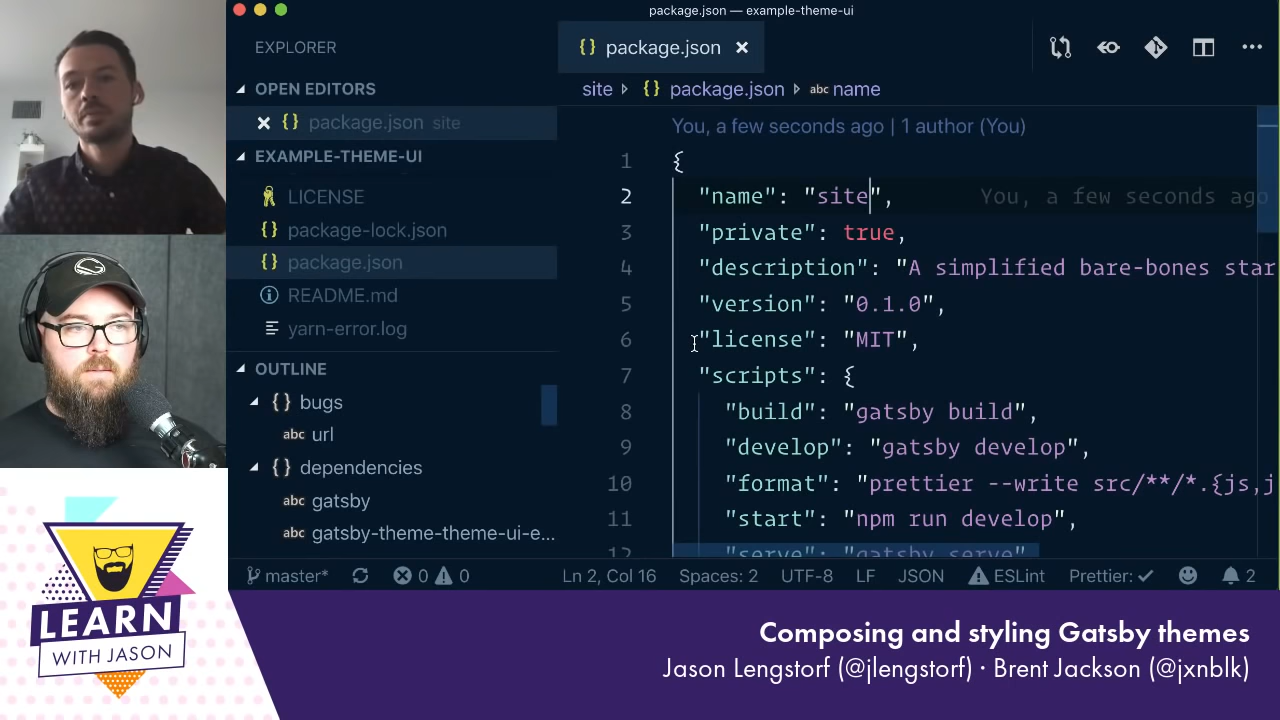 package.json — example-theme-ui
EXPLORER
OPEN EDITORS
package.json site
EXAMPLE-THEME-UI
LICENSE
package-lock.json
package.json
README.md
yarn-error.log
OUTLINE
{} bugs
abc url
{} dependencies
abc gatsby
abc gatsby-theme-theme-ui-e...
{} package.json
site {} package.json abc name
You, a few seconds ago | 1 author (You)
1 {
2 "name": "site", You, a few seconds ago
3 "private": true,
4 "description": "A simplified bare-bones star
5 "version": "0.1.0",
6 "license": "MIT",
7 "scripts": {
8 "build": "gatsby build",
9 "develop": "gatsby develop",
10 "format": "prettier --write src/**/*.{js,j
11 "start": "npm run develop",
12 "serve": "gatsby serve"
master* 0 0 Ln 2, Col 16 Spaces: 2 UTF-8 LF JSON ESLint Prettier: 2
LEARN
WITH JASON
Composing and styling Gatsby themes
Jason Lengstorf (@jlengstorf) · Brent Jackson (@jxnblk)